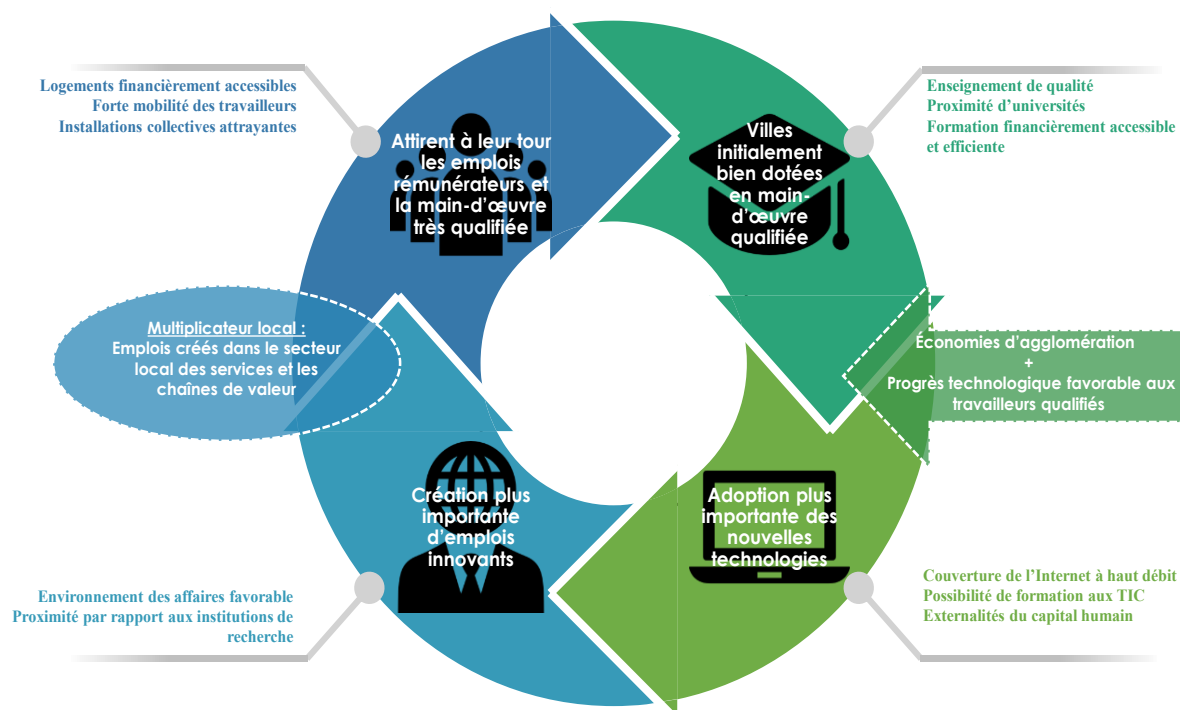 Logements financièrement accessibles
Forte mobilité des travailleurs
Installations collectives attrayantes
Attirent à leur tour
les emplois
rémunérateurs et
la main-d'œuvre
très qualifiée
Villes
initialement
bien dotées
en main-
d'œuvre
qualifiée
Enseignement de qualité
Proximité d'universités
Formation financièrement accessible
et efficiente
Multiplicateur local :
Emplois créés dans le secteur
local des services et les
chaînes de valeur
Économies d'agglomération
+
Progrès technologique favorable aux
travailleurs qualifiés
Création plus
importante
d'emplois
innovants
Adoption plus
importante des
nouvelles
technologies
Environnement des affaires favorable
Proximité par rapport aux institutions de
recherche
Couverture de l'Internet à haut débit
Possibilité de formation aux TIC
Externalités du capital humain